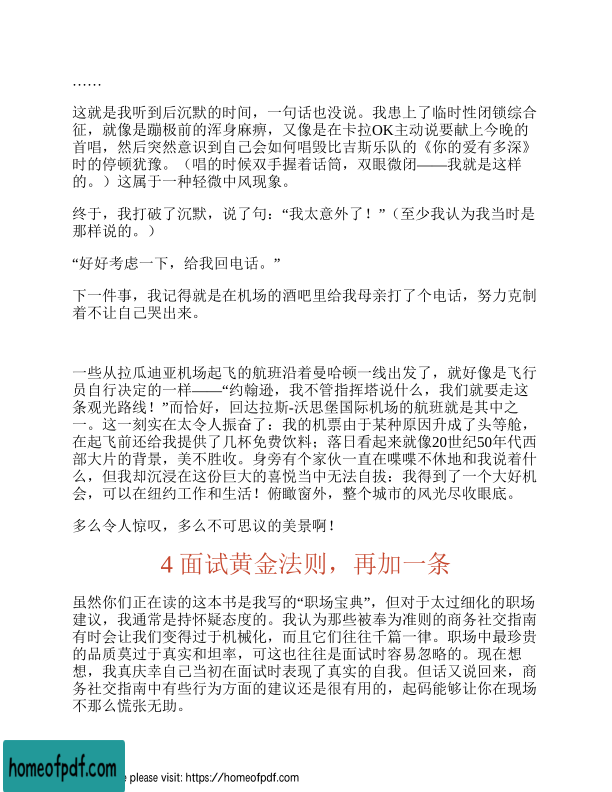 ……
这就是我听到后沉默的时间，一句话也没说。我患上了临时性闭锁综合
征，就像是蹦极前的浑身麻痹，又像是在卡拉OK主动说要献上今晚的
首唱，然后突然意识到自己会如何唱毁比吉斯乐队的《你的爱有多深》
时的停顿犹豫。（唱的时候双手握着话筒，双眼微闭——我就是这样
的。）这属于一种轻微中风现象。
终于，我打破了沉默，说了句：“我太意外了！”（至少我认为我当时是
那样说的。）
“好好考虑一下，给我回电话。”
下一件事，我记得就是在机场的酒吧里给我母亲打了个电话，努力克制
着不让自己哭出来。
一些从拉瓜迪亚机场起飞的航班沿着曼哈顿一线出发了，就好像是飞行
员自行决定的一样——“约翰逊，我不管指挥塔说什么，我们就要走这
条观光路线！”而恰好，回达拉斯-沃思堡国际机场的航班就是其中之
一。这一刻实在太令人振奋了：我的机票由于某种原因升成了头等舱，
在起飞前还给我提供了几杯免费饮料；落日看起来就像20世纪50年代西
部大片的背景，美不胜收。身旁有个家伙一直在喋喋不休地和我说着什
么，但我却沉浸在这份巨大的喜悦当中无法自拔：我得到了一个大好机
会，可以在纽约工作和生活！俯瞰窗外，整个城市的风光尽收眼底。
多么令人惊叹，多么不可思议的美景啊！
4 面试黄金法则，再加一条
虽然你们正在读的这本书是我写的“职场宝典”，但对于太过细化的职场
建议，我通常是持怀疑态度的。我认为那些被奉为准则的商务社交指南
有时会让我们变得过于机械化，而且它们往往千篇一律。职场中最珍贵
的品质莫过于真实和坦率，可这也往往是面试时容易忽略的。现在想
想，我真庆幸自己当初在面试时表现了真实的自我。但话又说回来，商
务社交指南中有些行为方面的建议还是很有用的，起码能够让你在现场
不那么慌张无助。
homeofpdf.com
please visit: https://homeofpdf.com